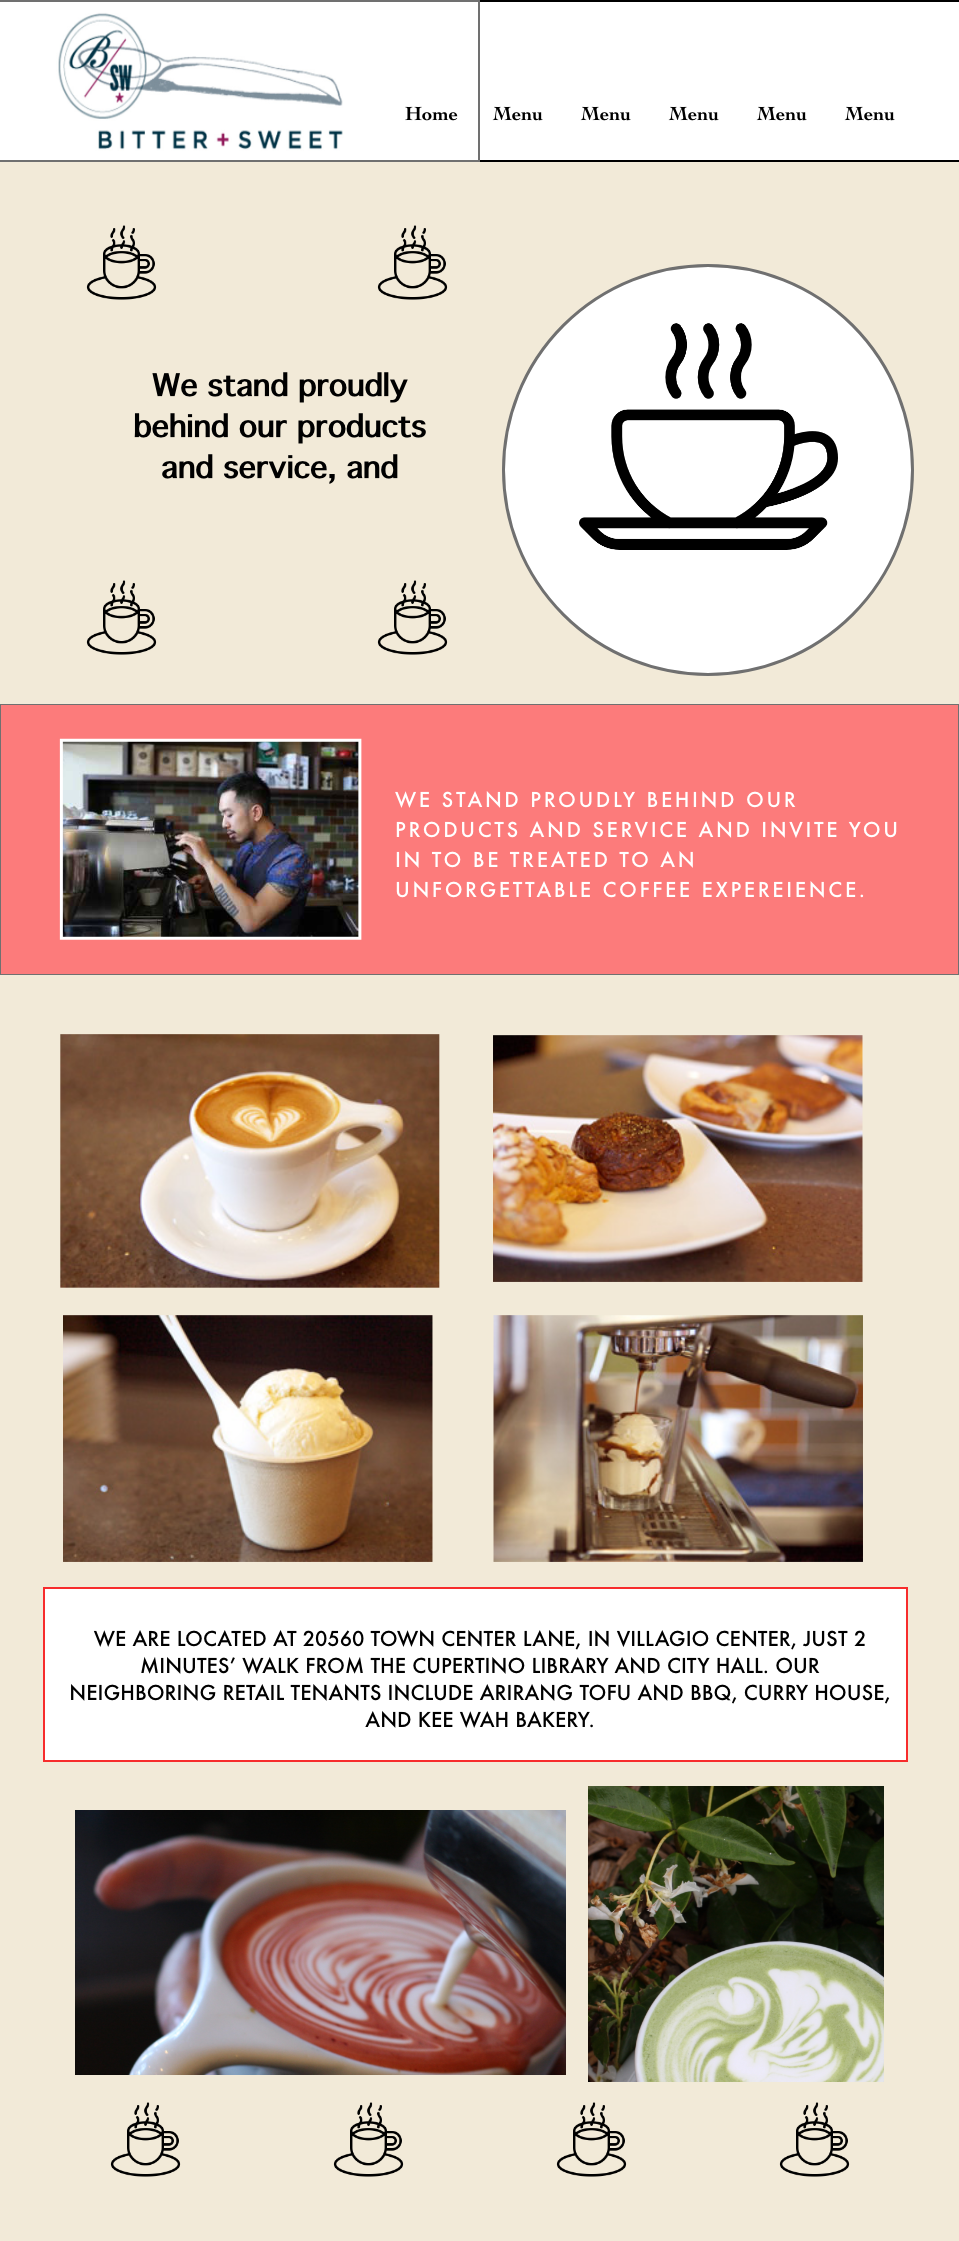 B/SW
BITTER + SWEET
Home Menu Menu Menu Menu Menu
We stand proudly
behind our products
and service, and
WE STAND PROUDLY BEHIND OUR
PRODUCTS AND SERVICE AND INVITE YOU
IN TO BE TREATED TO AN
UNFORGETTABLE COFFEE EXPEREIENCE.
WE ARE LOCATED AT 20560 TOWN CENTER LANE, IN VILLAGIO CENTER, JUST 2
MINUTES’ WALK FROM THE CUPERTINO LIBRARY AND CITY HALL. OUR
NEIGHBORING RETAIL TENANTS INCLUDE ARIRANG TOFU AND BBQ, CURRY HOUSE,
AND KEE WAH BAKERY.